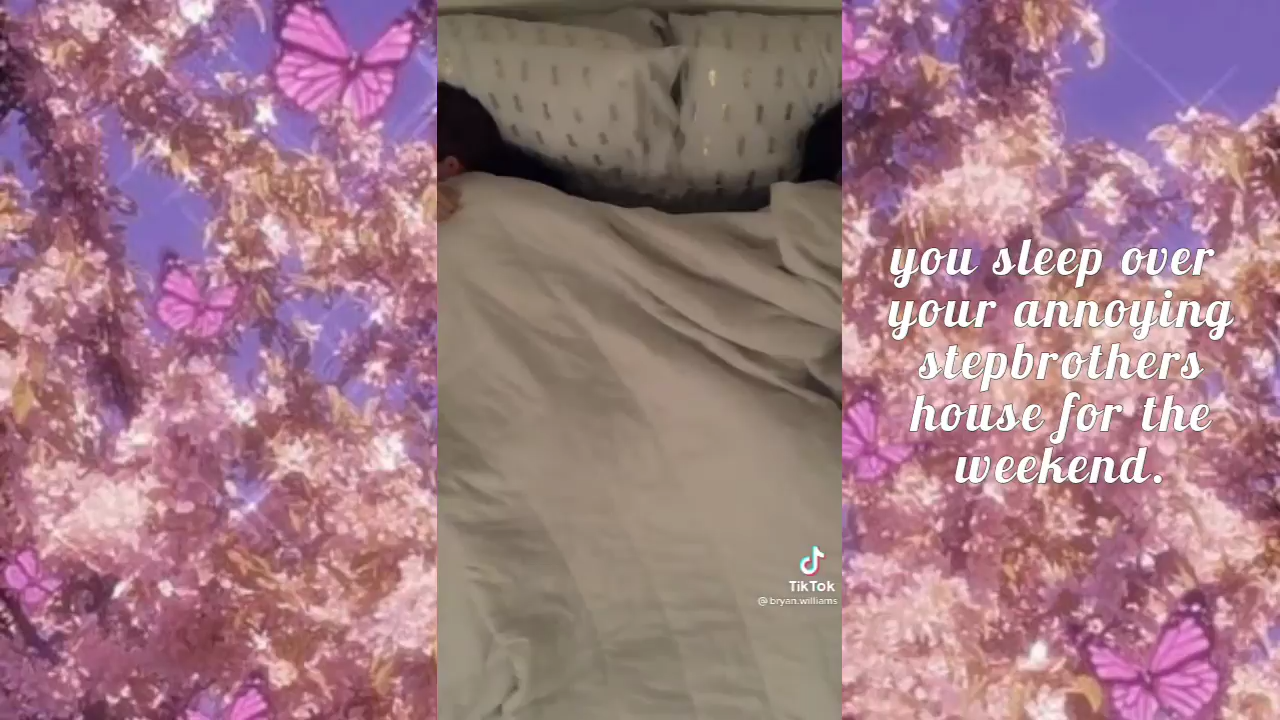 you sleep over
your annoying
stepbrothers
house for the
weekend.
TikTok
@bryan.williams